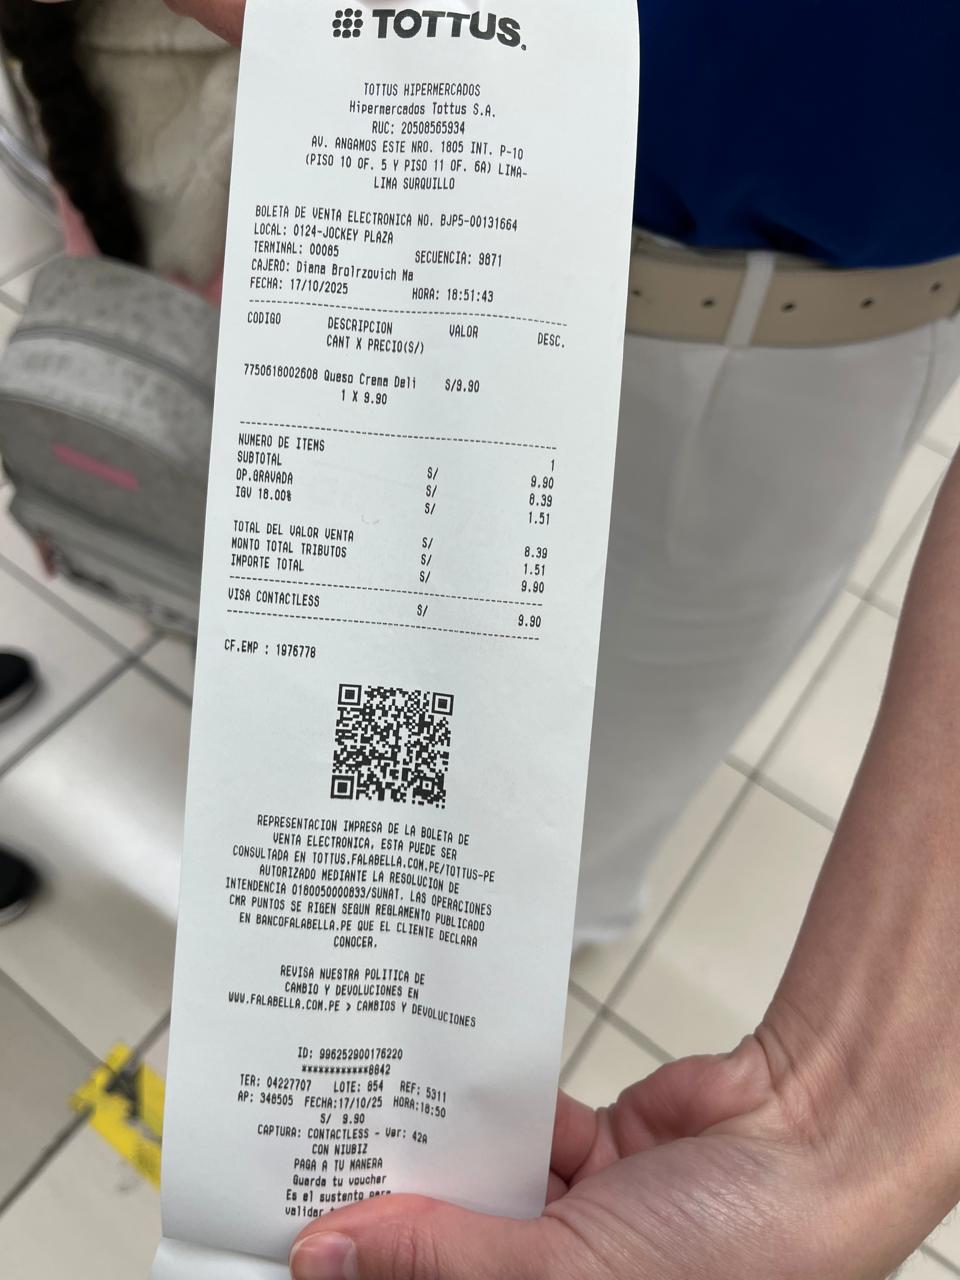 TOTTUS.
TOTTUS HIPERMERCADOS
Hipermercados Tottus S.A.
RUC: 20508565934
AV. ANGAMOS ESTE NRO. 1805 INT. P-10
(PISO 10 OF. 5 Y PISO 11 OF. 6A) LIMA-
LIMA SURQUILLO
BOLETA DE VENTA ELECTRONICA NO. BJP5-00131664
LOCAL: 0124-JOCKEY PLAZA
TERMINAL: 00085 SECUENCIA: 9871
CAJERO: Diana Brolrzovich Ma
FECHA: 17/10/2025 HORA: 18:51:43
CODIGO DESCRIPCION VALOR DESC.
CANT X PRECIO(S/)
7750618002608 Queso Crema Deli S/9.90
1 X 9.90
NUMERO DE ITEMS 1
SUBTOTAL S/ 9.90
OP.GRAVADA S/ 8.39
IGV 18.00% S/ 1.51
TOTAL DEL VALOR VENTA S/ 8.39
MONTO TOTAL TRIBUTOS S/ 1.51
IMPORTE TOTAL S/ 9.90
VISA CONTACTLESS S/ 9.90
CF.EMP : 1976778
REPRESENTACION IMPRESA DE LA BOLETA DE
VENTA ELECTRONICA, ESTA PUEDE SER
CONSULTADA EN TOTTUS.FALABELLA.COM.PE/TOTTUS-PE
AUTORIZADO MEDIANTE LA RESOLUCION DE
INTENDENCIA 0180050000833/SUNAT. LAS OPERACIONES
CMR PUNTOS SE RIGEN SEGUN REGLAMENTO PUBLICADO
EN BANCOFALABELLA.PE QUE EL CLIENTE DECLARA
CONOCER.
REVISA NUESTRA POLITICA DE
CAMBIO Y DEVOLUCIONES EN
WWW.FALABELLA.COM.PE > CAMBIOS Y DEVOLUCIONES
ID: 996252900176220
************8642
TER: 04227707 LOTE: 854 REF: 5311
AP: 348505 FECHA:17/10/25 HORA:18:50
S/ 9.90
CAPTURA: CONTACTLESS - Ver: 42A
CON NIUBIZ
PAGA A TU MANERA
Guarda tu voucher
Es el sustento para
validar